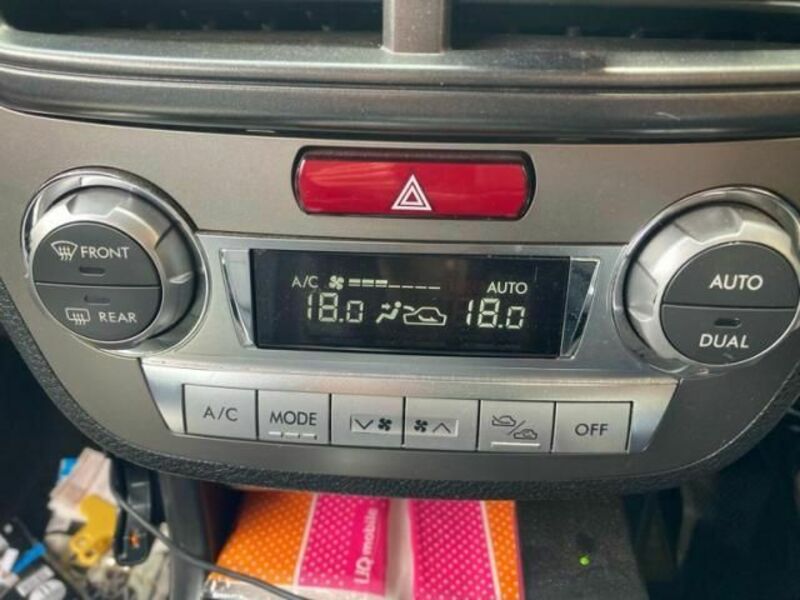 FRONT
REAR
A/C AUTO
18.0 18.0
AUTO
DUAL
A/C
MODE
OFF
UQ mobile